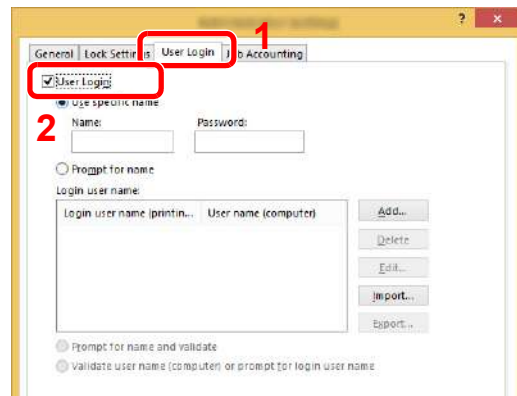 ? ×
1
General Lock Settings User Login Job Accounting
User Login
Use specific name
2
Name: Password:
Prompt for name
Login user name:
Login user name (printin... User name (computer)
Add...
Delete
Edit...
Import...
Export...
Prompt for name and validate
Validate user name (computer) or prompt for login user name